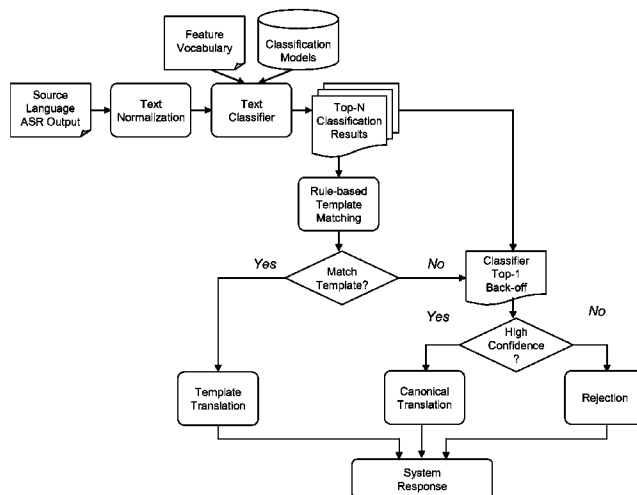 Feature
Vocabulary
Classification
Models
Source
Language
ASR Output
Text
Normalization
Text
Classifier
Top-N
Classification
Results
Rule-based
Template
Matching
Yes
Match
Template?
No
Classifier
Top-1
Back-off
Yes
High
Confidence
?
No
Template
Translation
Canonical
Translation
Rejection
System
Response